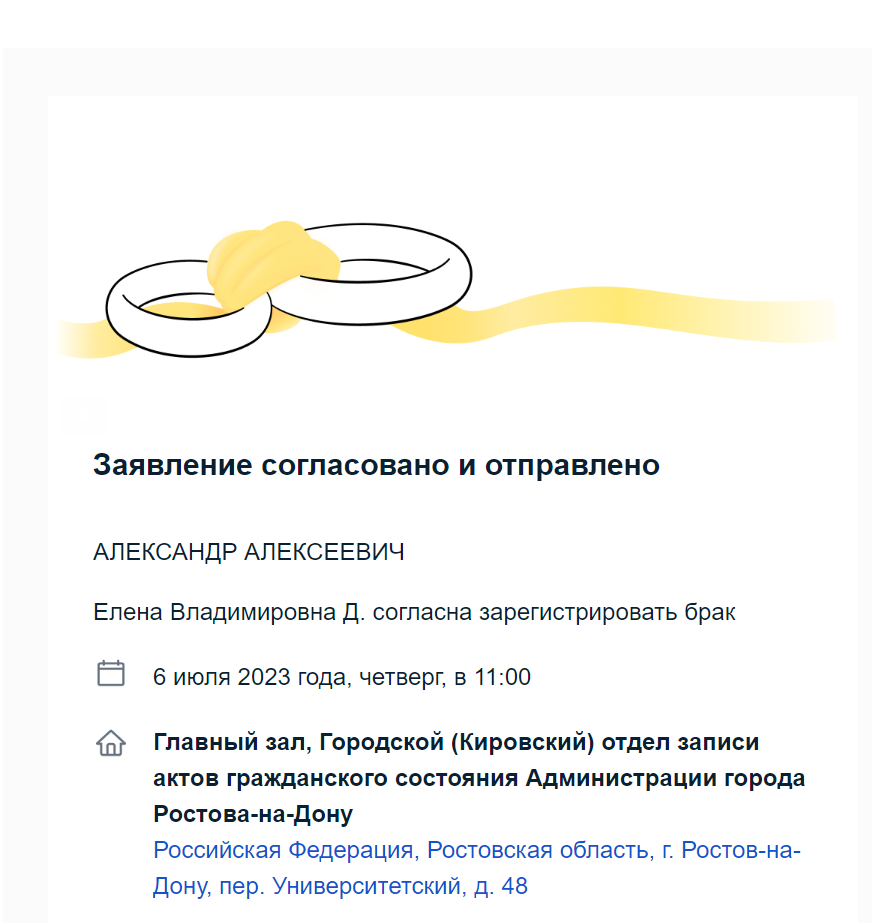 Заявление согласовано и отправлено
АЛЕКСАНДР АЛЕКСЕЕВИЧ
Елена Владимировна Д. согласна зарегистрировать брак
6 июля 2023 года, четверг, в 11:00
Главный зал, Городской (Кировский) отдел записи
актов гражданского состояния Администрации города
Ростова-на-Дону
Российская Федерация, Ростовская область, г. Ростов-на-
Дону, пер. Университетский, д. 48